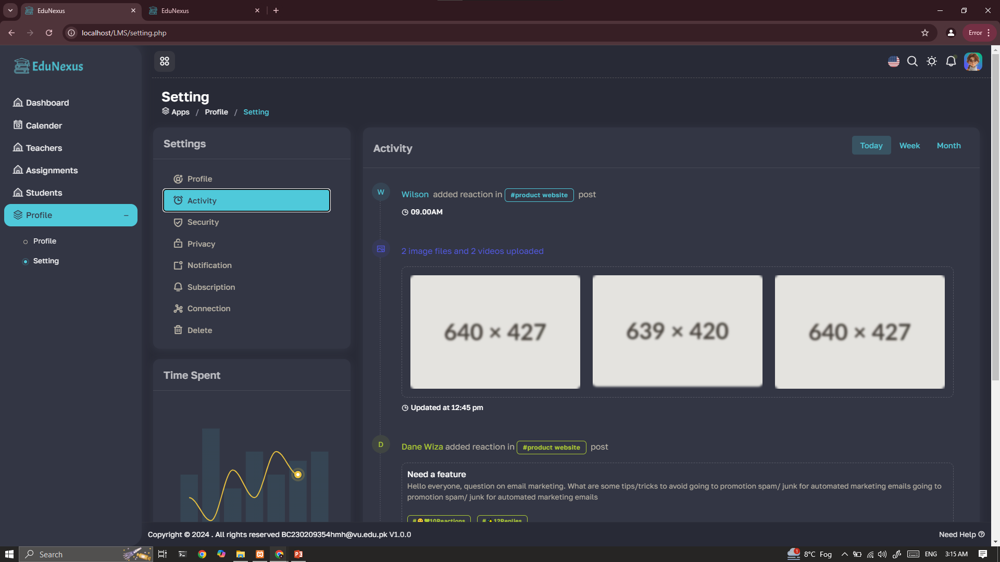 EduNexus
EduNexus
localhost/LMS/setting.php
Error
EduNexus
Dashboard
12
Calender
Teachers
Assignments
Students
Profile
Profile
Setting
Setting
Apps / Profile / Setting
Settings
Profile
Activity
Security
Privacy
Notification
Subscription
Connection
Delete
Time Spent
Activity
Today Week Month
W
Wilson added reaction in #product website post
09.00AM
2 image files and 2 videos uploaded
640 × 427
639 × 420
640 × 427
Updated at 12:45 pm
D
Dane Wiza added reaction in #product website post
Need a feature
Hello everyone, question on email marketing. What are some tips/tricks to avoid going to promotion spam/ junk for automated marketing emails going to
promotion spam/ junk for automated marketing emails
#😀💚10Reactions #✨12Replies
Copyright © 2024 . All rights reserved BC230209354hmh@vu.edu.pk V1.0.0
Need Help
Search
1
8°C Fog
ENG
3:15 AM